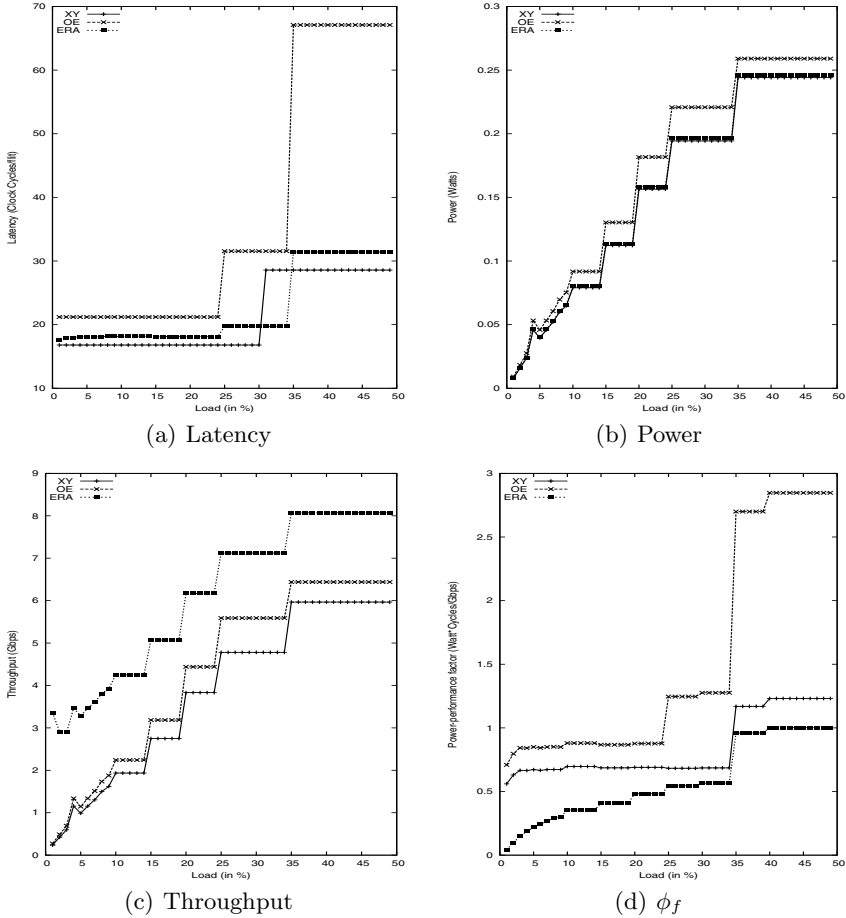 XY
OE
ERA
70
60
50
40
30
20
10
0 5 10 15 20 25 30 35 40 45 50
Latency (Clock Cycles/flit)
Load (in %)
(a) Latency
XY
OE
ERA
0.3
0.25
0.2
0.15
0.1
0.05
0
0 5 10 15 20 25 30 35 40 45 50
Power (Watts)
Load (in %)
(b) Power
XY
OE
ERA
9
8
7
6
5
4
3
2
1
0
0 5 10 15 20 25 30 35 40 45 50
Throughput (Gbps)
Load (in %)
(c) Throughput
XY
OE
ERA
3
2.5
2
1.5
1
0.5
0
0 5 10 15 20 25 30 35 40 45 50
Power-performance factor (Watt*Cycles/Gbps)
Load (in %)
(d) ϕ_f